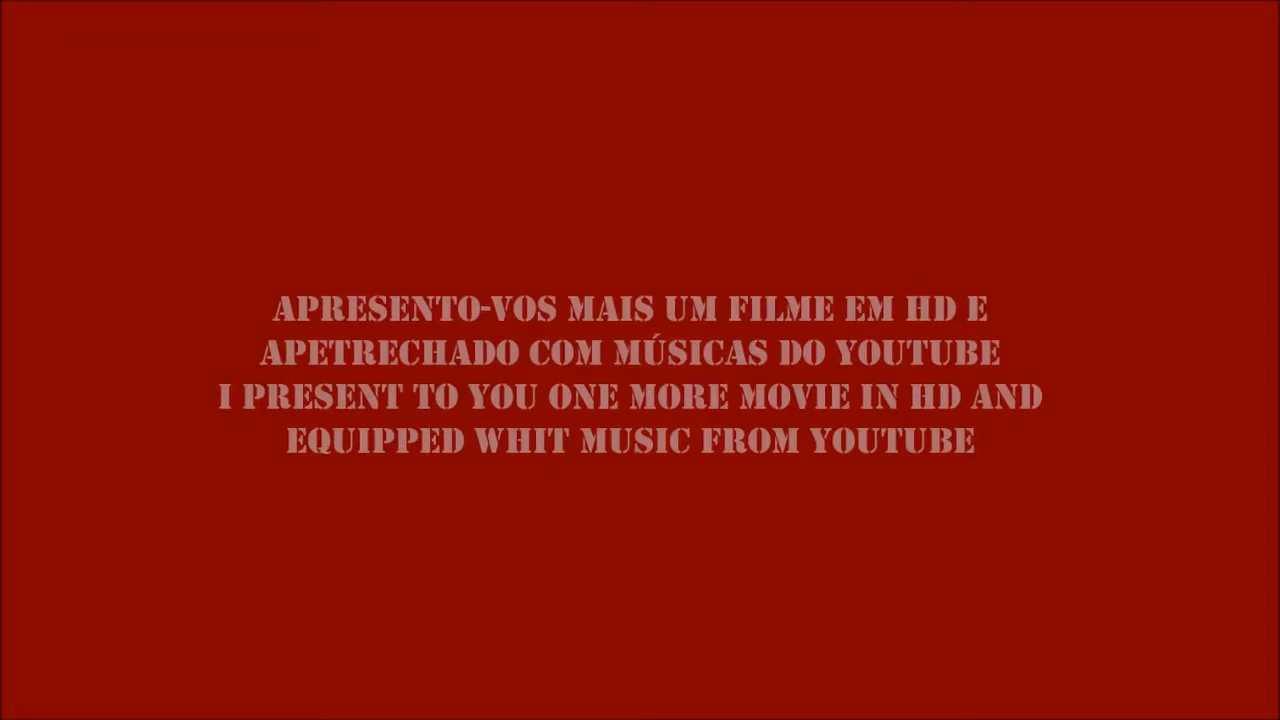 APRESENTO-VOS MAIS UM FILME EM HD E
APETRECHADO COM MÚSICAS DO YOUTUBE
I PRESENT TO YOU ONE MORE MOVIE IN HD AND
EQUIPPED WHIT MUSIC FROM YOUTUBE